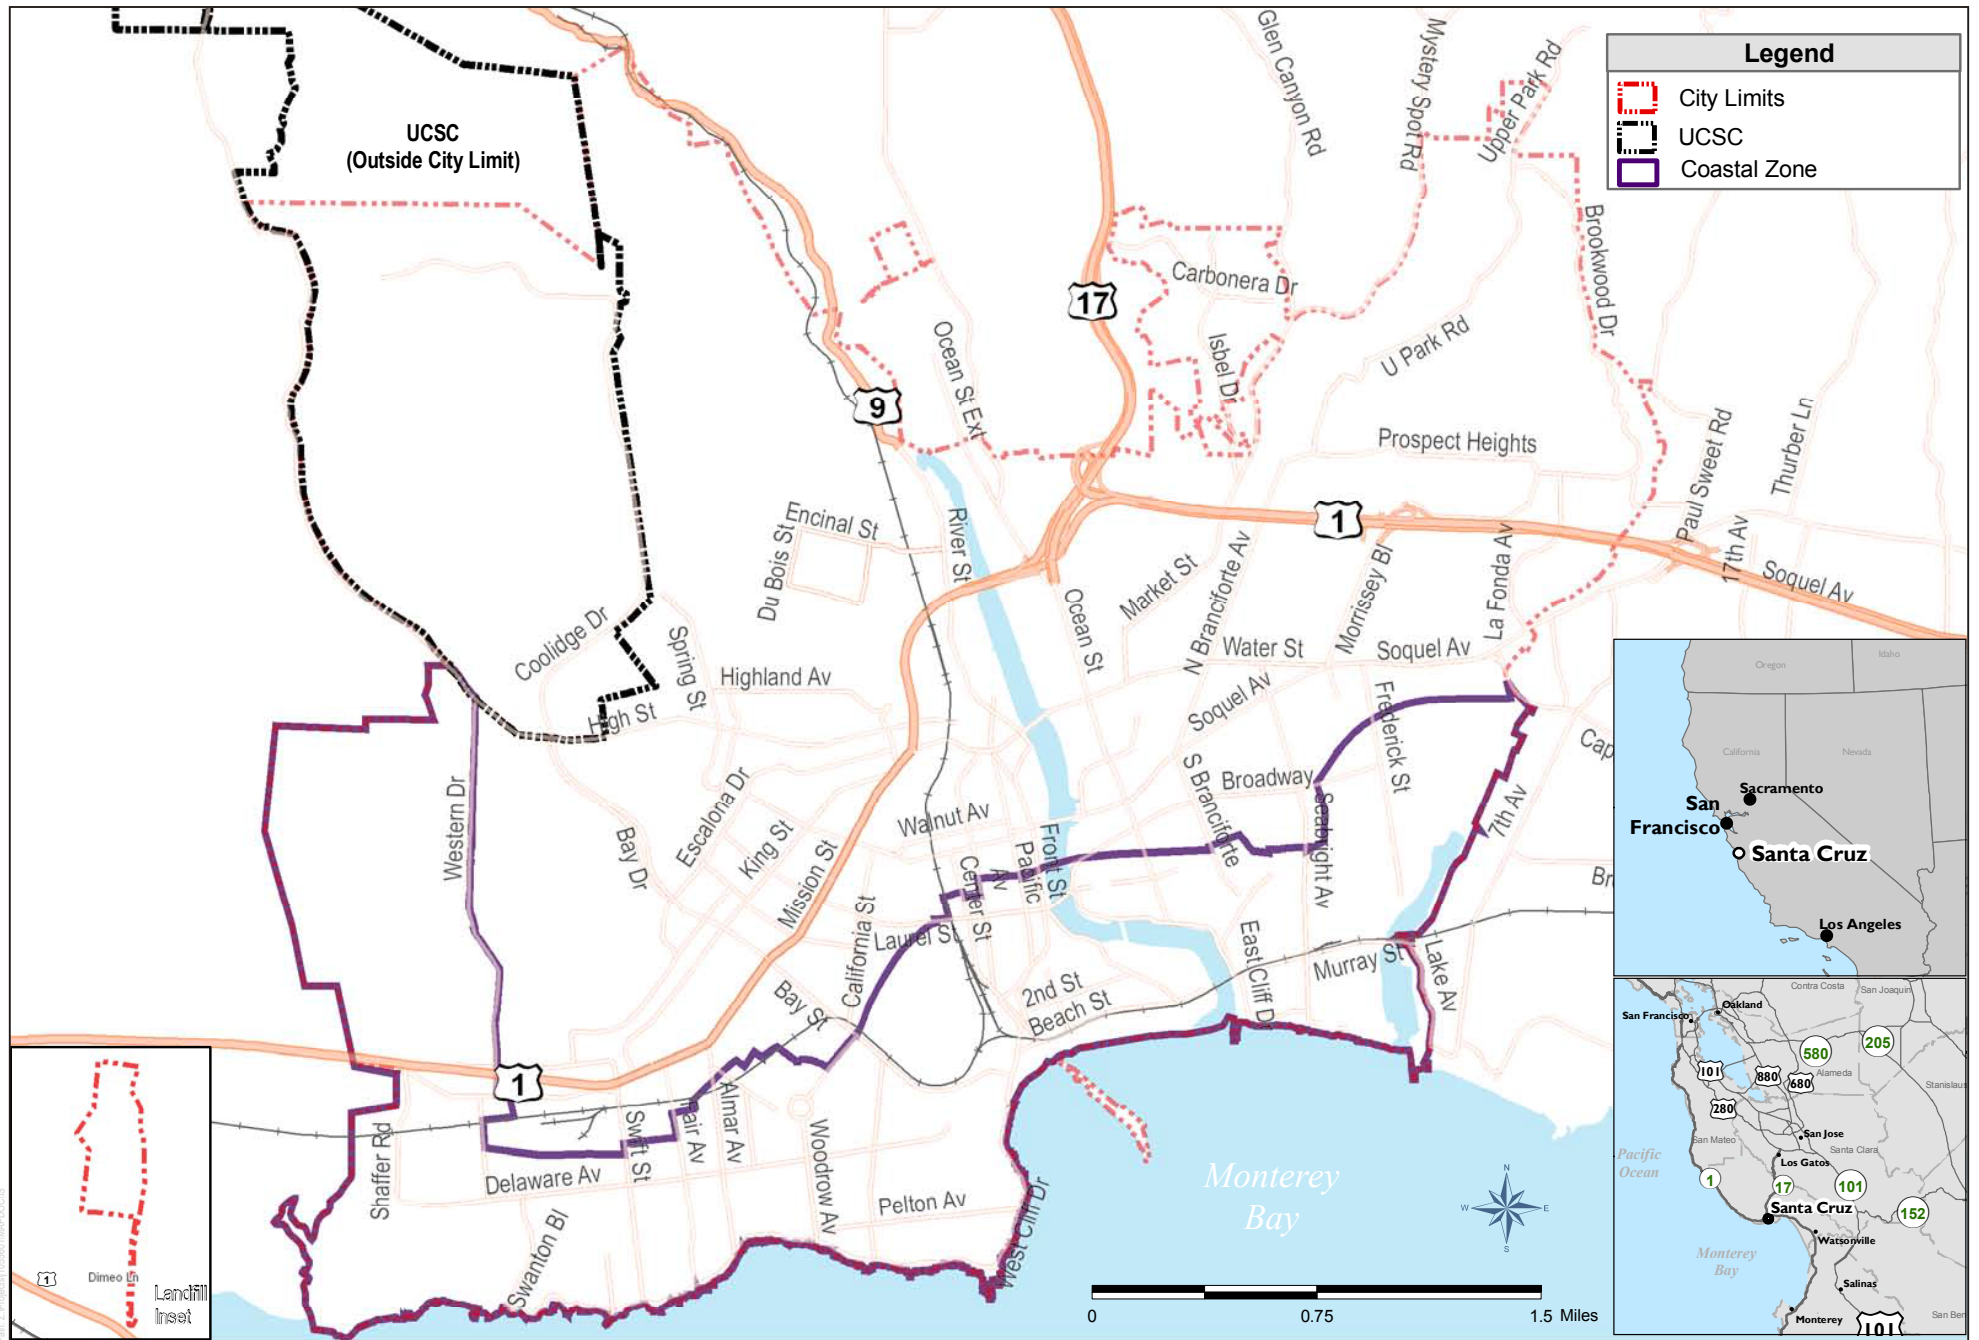 Legend
City Limits
UCSC
Coastal Zone
UCSC
(Outside City Limit)
Glen Canyon Rd
Mystery Spot Rd
Upper Park Rd
Brookwood Dr
Carbonera Dr
17
Isbel Dr
U Park Rd
Ocean St Ext
9
Prospect Heights
Paul Sweet Rd
Thurber Ln
1
Encinal St
Du Bois St
River St
Market St
N Branciforte Av
Morrissey Bl
La Fonda Av
17th Av
Soquel Av
Ocean St
Coolidge Dr
Spring St
Highland Av
High St
Water St
Soquel Av
Soquel Av
Frederick St
Cap
Western Dr
Bay Dr
Escalona Dr
King St
Mission St
Walnut Av
S Branciforte
Broadway
Seabright Av
7th Av
Front St
Pacific
Av
Center St
California St
Laurel St
Br
East Cliff Dr
Murray St
Lake Av
2nd St
Beach St
Bay St
1
Shaffer Rd
Swift St
Fair Av
Almar Av
Woodrow Av
Delaware Av
Pelton Av
Swanton Bl
West Cliff Dr
Monterey
Bay
N
W
E
S
0
0.75
1.5 Miles
1
Dimeo Ln
Landfill
Inset
Oregon
Idaho
California
Nevada
Sacramento
San
Francisco
Santa Cruz
Los Angeles
Contra Costa
San Joaquin
Oakland
San Francisco
205
580
101
880
680
Alameda
Stanislaus
280
San Mateo
San Jose
Santa Clara
Pacific
Ocean
Los Gatos
1
17
101
152
Santa Cruz
Watsonville
Monterey
Bay
Salinas
Monterey
101
San Ben